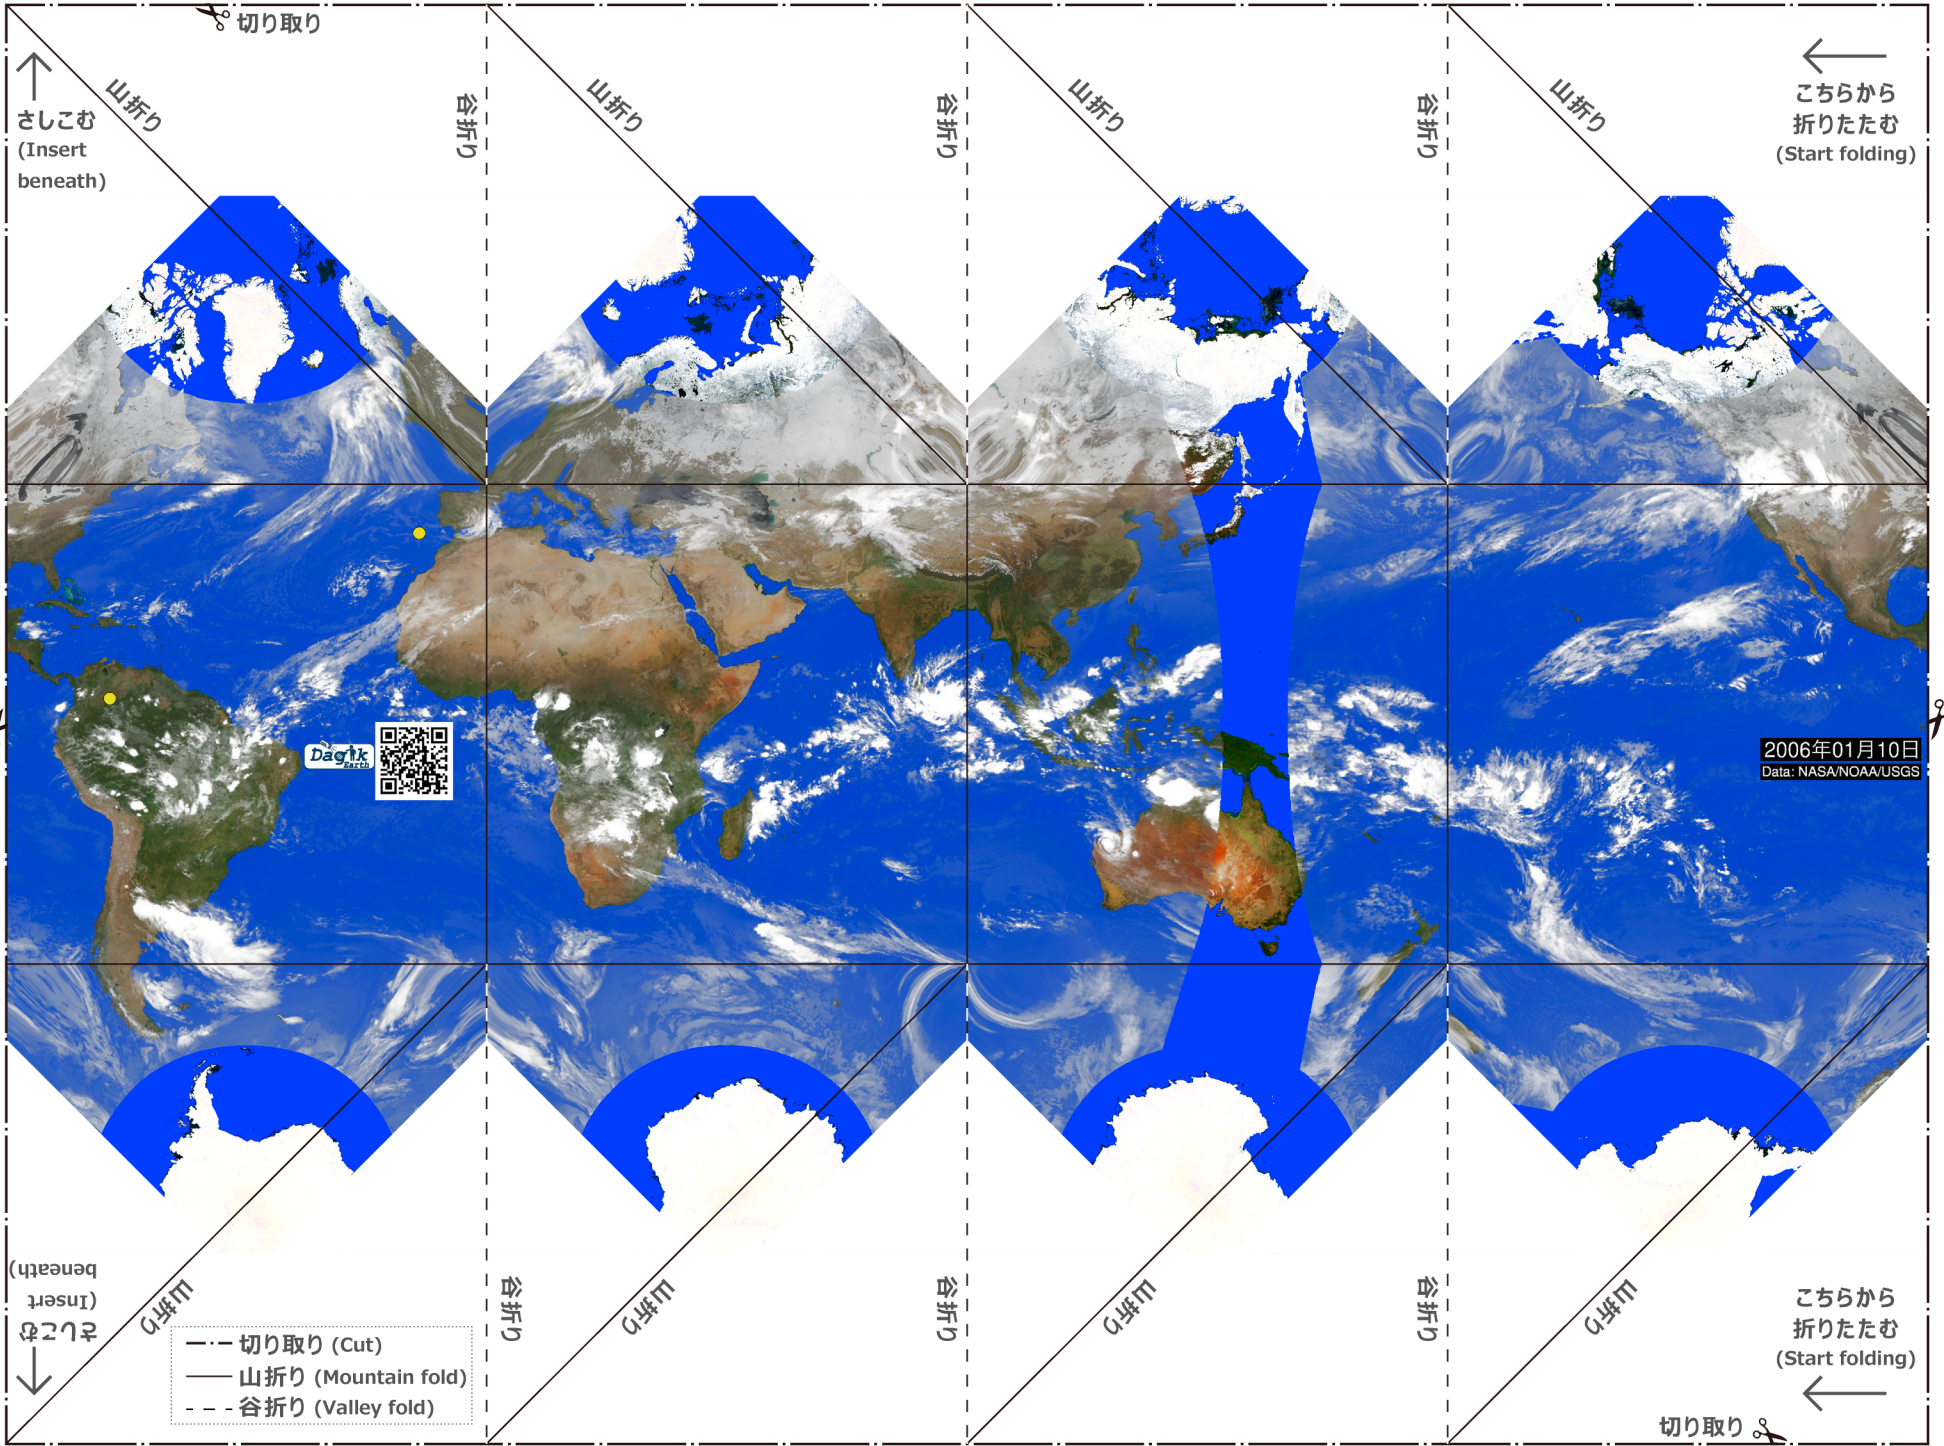 切り取り
山折り
谷折り
山折り
谷折り
山折り
谷折り
山折り
さしこむ
(Insert
beneath)
こちらから
折りたたむ
(Start folding)
Dagik
Earth
2006年01月10日
Data: NASA/NOAA/USGS
さしこむ
(Insert
beneath)
山折り
谷折り
山折り
谷折り
山折り
谷折り
山折り
こちらから
折りたたむ
(Start folding)
切り取り (Cut)
山折り (Mountain fold)
谷折り (Valley fold)
切り取り